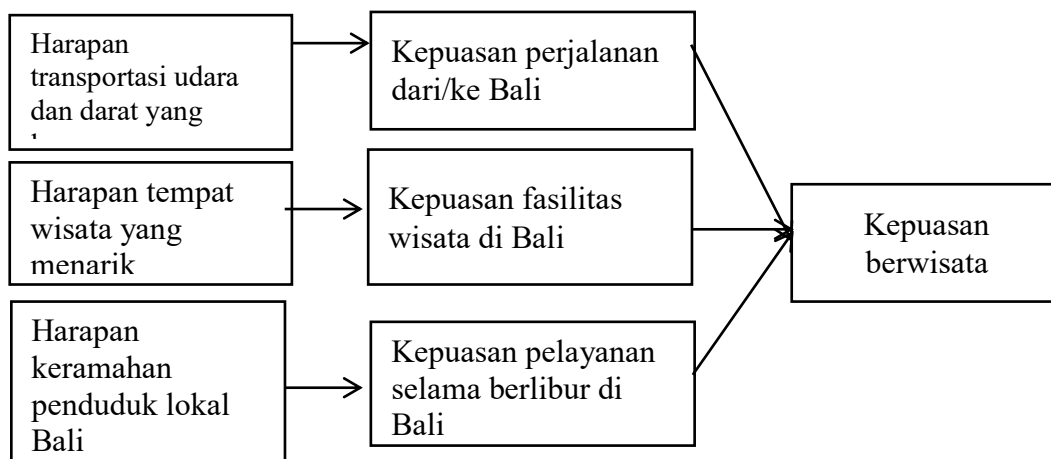 Harapan
transportasi udara
dan darat yang
Kepuasan perjalanan
dari/ke Bali
Harapan tempat
wisata yang
menarik
Kepuasan fasilitas
wisata di Bali
Kepuasan
berwisata
Harapan
keramahan
penduduk lokal
Bali
Kepuasan pelayanan
selama berlibur di
Bali